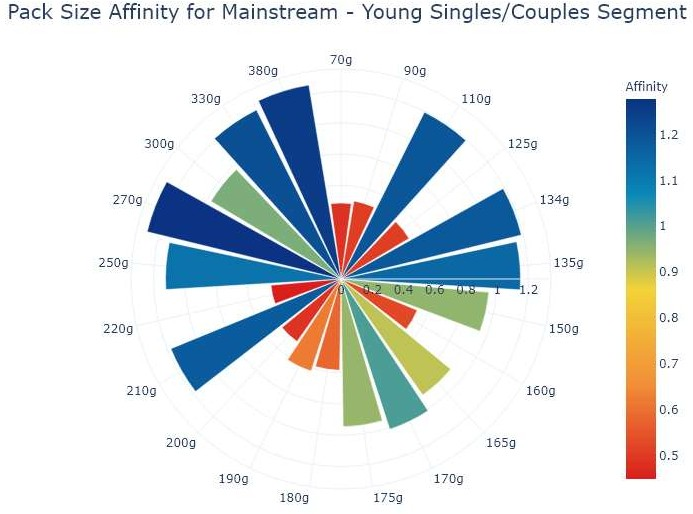 Pack Size Affinity for Mainstream - Young Singles/Couples Segment
70g
90g
110g
125g
134g
135g
150g
160g
165g
170g
175g
180g
190g
200g
210g
220g
250g
270g
300g
330g
380g
0 0.2 0.4 0.6 0.8 1 1.2
Affinity
1.2
1.1
1
0.9
0.8
0.7
0.6
0.5